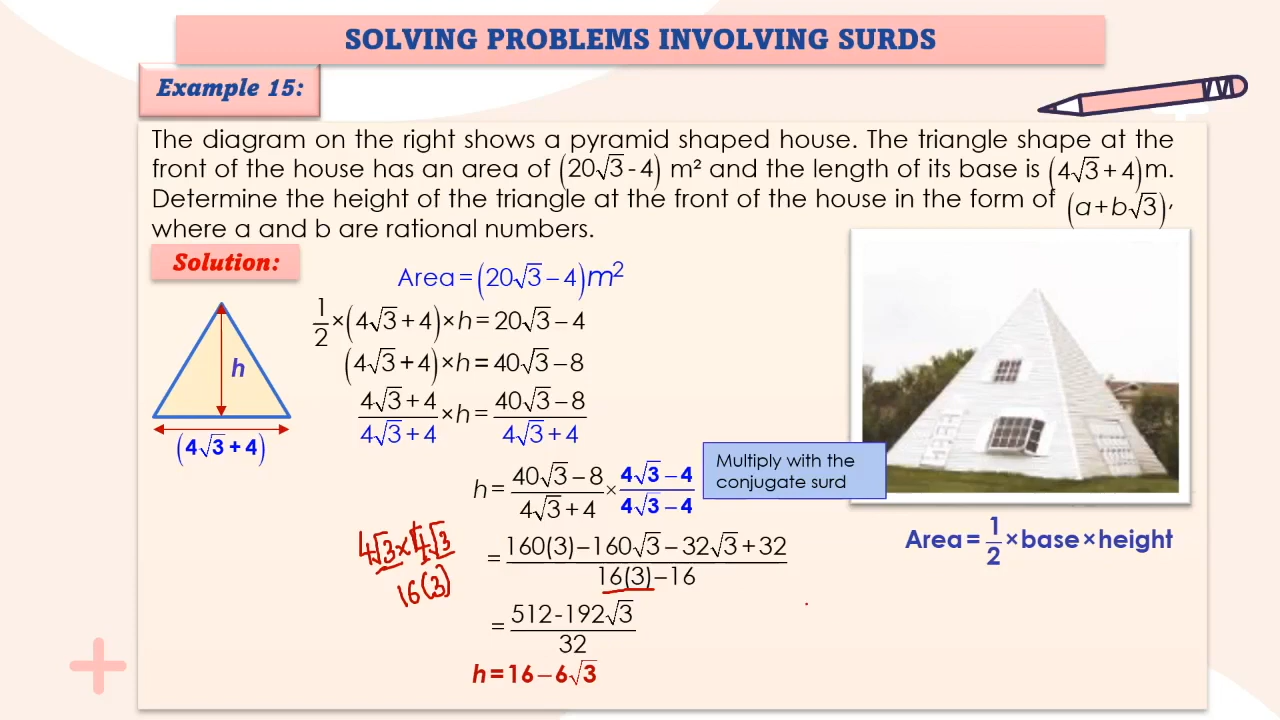 SOLVING PROBLEMS INVOLVING SURDS
Example 15:
The diagram on the right shows a pyramid shaped house. The triangle shape at the
front of the house has an area of (20√3 - 4) m² and the length of its base is (4√3 + 4)m.
Determine the height of the triangle at the front of the house in the form of (a + b√3),
where a and b are rational numbers.
Solution:
h
(4√3 + 4)
Area = (20√3 − 4)m²
1/2 × (4√3 + 4) × h = 20√3 − 4
(4√3 + 4) × h = 40√3 − 8
(4√3 + 4)/(4√3 + 4) × h = (40√3 − 8)/(4√3 + 4)
h = (40√3 − 8)/(4√3 + 4) × (4√3 − 4)/(4√3 − 4)
Multiply with the
conjugate surd
4√3 × 4√3
16(3)
= (160(3) − 160√3 − 32√3 + 32)/(16(3) − 16)
= (512 - 192√3)/32
h = 16 − 6√3
Area = 1/2 × base × height